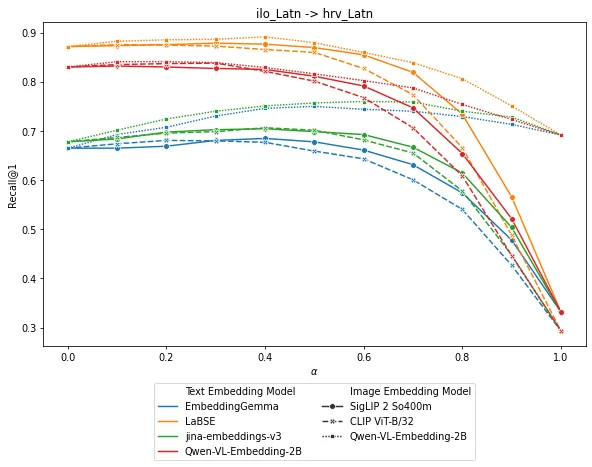 ilo_Latn -> hrv_Latn
Recall@1
0.9
0.8
0.7
0.6
0.5
0.4
0.3
0.0 0.2 0.4 0.6 0.8 1.0
α
Text Embedding Model
EmbeddingGemma
LaBSE
jina-embeddings-v3
Qwen-VL-Embedding-2B
Image Embedding Model
SigLIP 2 So400m
CLIP ViT-B/32
Qwen-VL-Embedding-2B